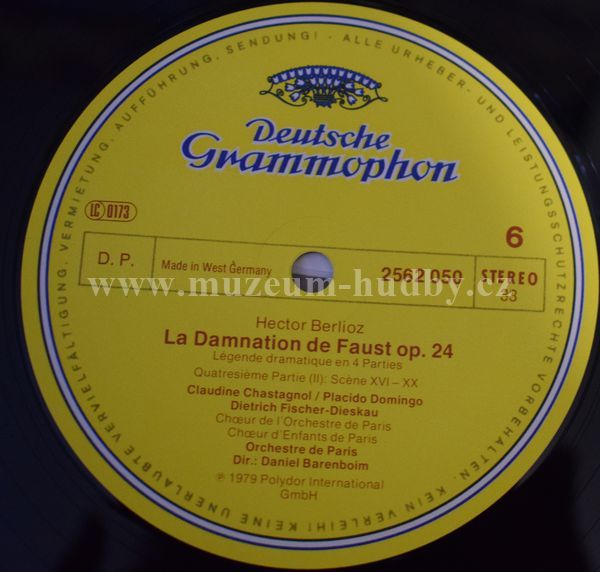 VERVIELFÄLTIGUNG, VERMIETUNG, AUFFÜHRUNG, SENDUNG! · ALLE URHEBER- UND LEISTUNGSSCHUTZRECHTE VORBEHALTEN. KEIN VERLEIH! KEINE UNERLAUBTE
Deutsche
Grammophon
LC 0173
6
D. P. Made in West Germany 2562 050 STEREO
33
www.muzeum-hudby.cz
Hector Berlioz
La Damnation de Faust op. 24
Légende dramatique en 4 Parties
Quatresième Partie (II): Scène XVI – XX
Claudine Chastagnol / Placido Domingo
Dietrich Fischer-Dieskau
Chœur de l'Orchestre de Paris
Chœur d'Enfants de Paris
Orchestre de Paris
Dir.: Daniel Barenboim
℗ 1979 Polydor International
GmbH